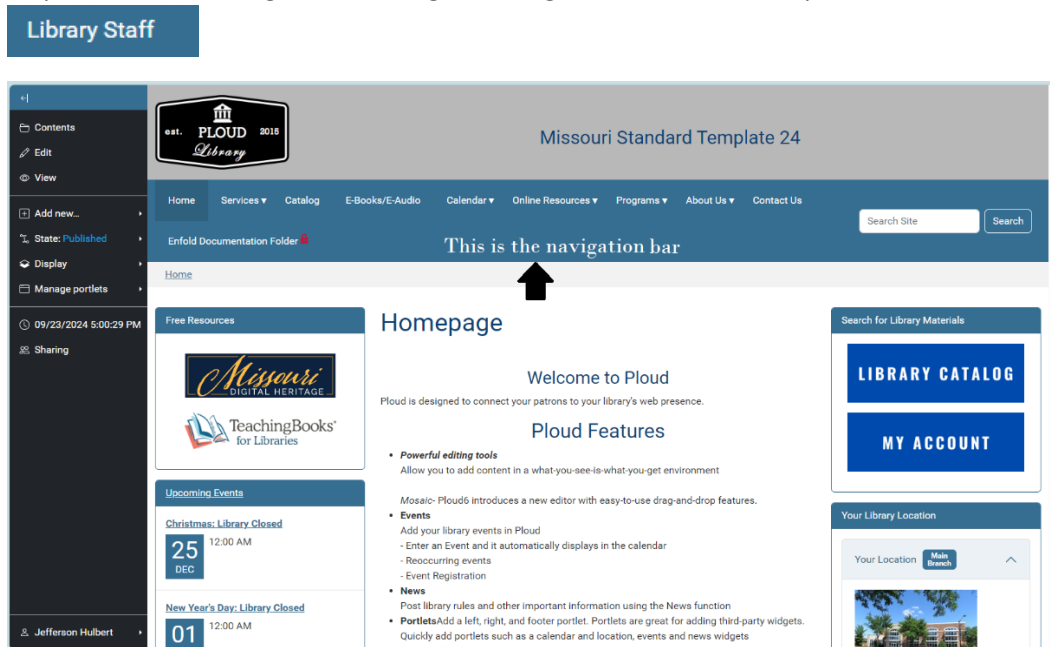 Library Staff
Contents
Edit
View
Add new...
State: Published
Display
Manage portlets
09/23/2024 5:00:29 PM
Sharing
Jefferson Hulbert
est. PLOUD 2015
Library
Missouri Standard Template 24
Home Services ▾ Catalog E-Books/E-Audio Calendar ▾ Online Resources ▾ Programs ▾ About Us ▾ Contact Us
Enfold Documentation Folder
Search Site Search
This is the navigation bar
Home
Free Resources
Missouri
DIGITAL HERITAGE
TeachingBooks®
for Libraries
Upcoming Events
Christmas: Library Closed
25 12:00 AM
DEC
New Year's Day: Library Closed
01 12:00 AM
Homepage
Welcome to Ploud
Ploud is designed to connect your patrons to your library's web presence.
Ploud Features
• Powerful editing tools
Allow you to add content in a what-you-see-is-what-you-get environment
Mosaic- Ploud6 introduces a new editor with easy-to-use drag-and-drop features.
• Events
Add your library events in Ploud
- Enter an Event and it automatically displays in the calendar
- Reoccurring events
- Event Registration
• News
Post library rules and other important information using the News function
• PortletsAdd a left, right, and footer portlet. Portlets are great for adding third-party widgets.
Quickly add portlets such as a calendar and location, events and news widgets
Search for Library Materials
LIBRARY CATALOG
MY ACCOUNT
Your Library Location
Your Location Main Branch